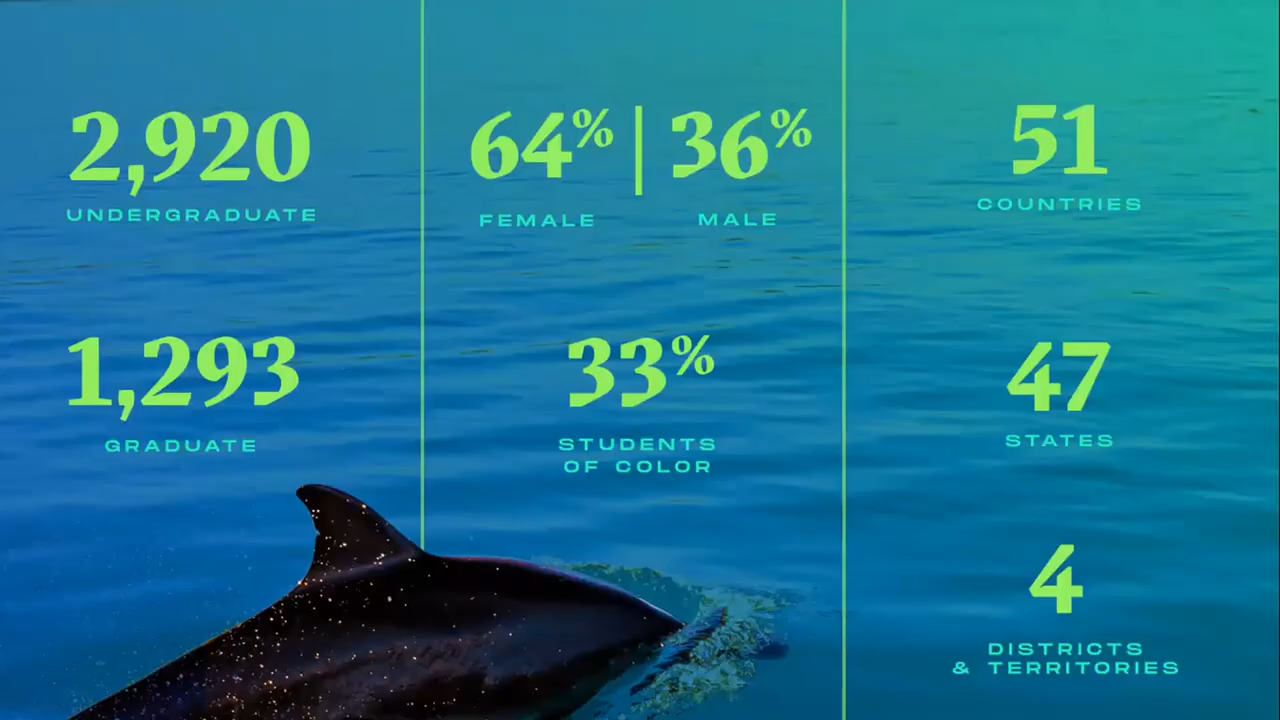 2,920
UNDERGRADUATE
1,293
GRADUATE
64% | 36%
FEMALE MALE
33%
STUDENTS
OF COLOR
51
COUNTRIES
47
STATES
4
DISTRICTS
& TERRITORIES